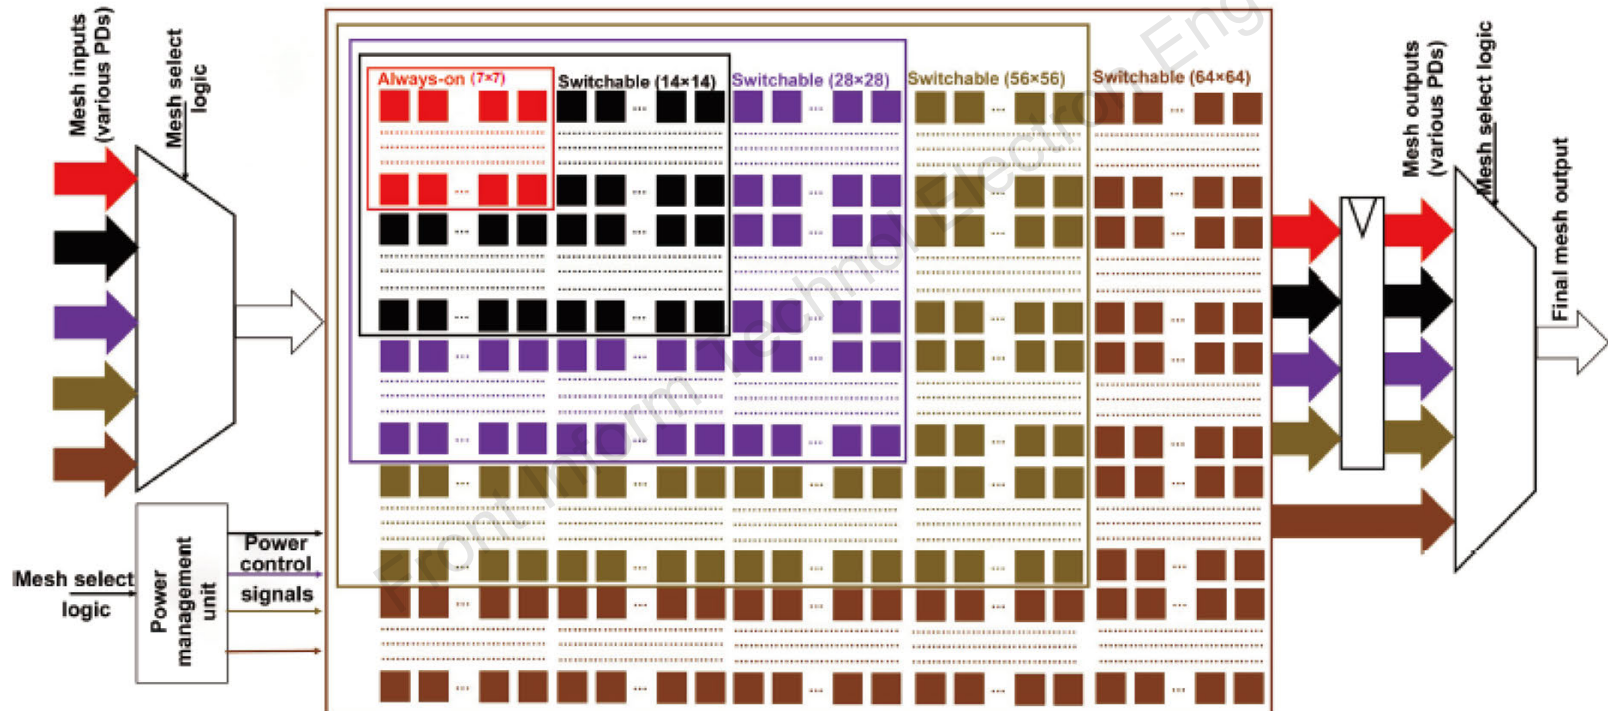 Mesh inputs
(various PDs)
Mesh select
logic
Always-on (7×7)
Switchable (14×14)
Switchable (28×28)
Switchable (56×56)
Switchable (64×64)
Mesh outputs
(various PDs)
Mesh select logic
Final mesh output
Mesh select
logic
Power
management
unit
Power
control
signals
Front Inform Technol Electron Eng